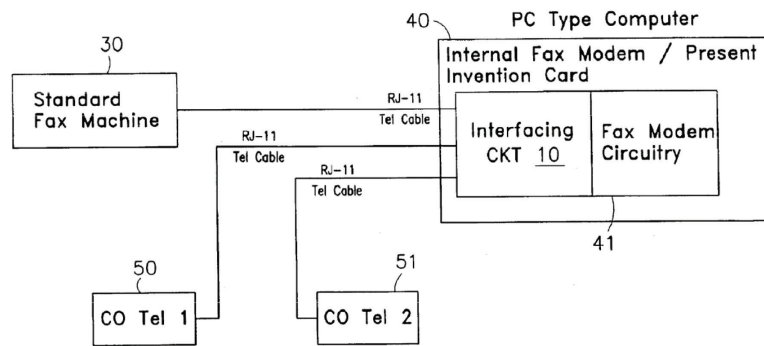 PC Type Computer
40
Internal Fax Modem / Present
Invention Card
30
Standard
Fax Machine
RJ-11
Tel Cable
Interfacing
CKT 10
Fax Modem
Circuitry
RJ-11
Tel Cable
RJ-11
Tel Cable
41
50
CO Tel 1
51
CO Tel 2